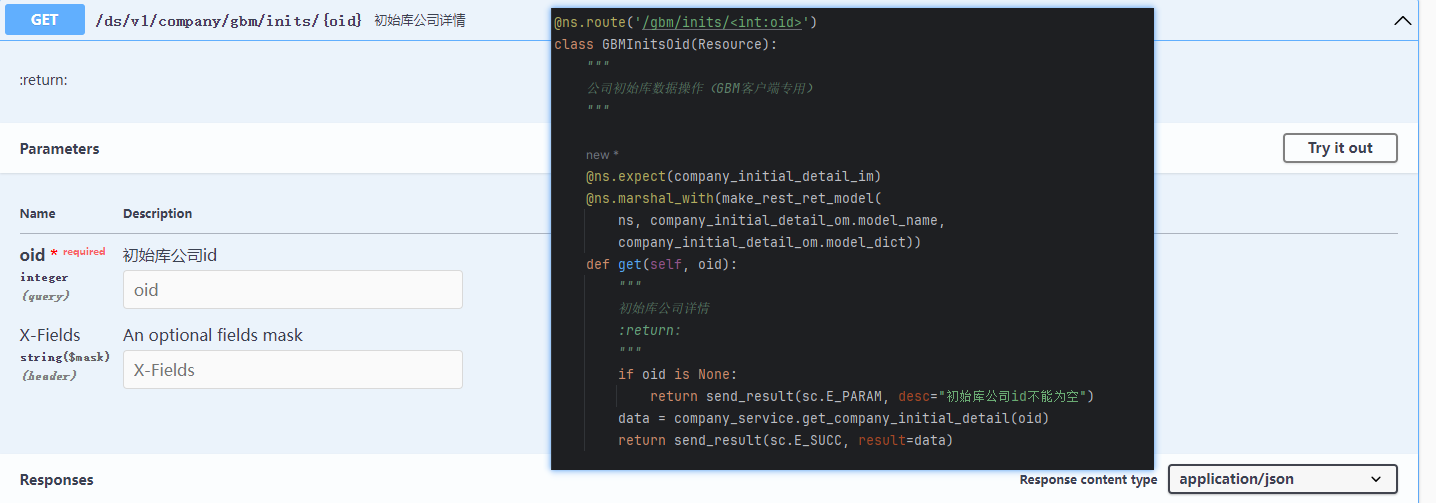 GET /ds/v1/company/gbm/inits/{oid} 初始库公司详情
:return:
Parameters
Try it out
Name Description
oid * required 初始库公司id
integer
(query)
oid
X-Fields An optional fields mask
string($mask)
(header)
X-Fields
Responses
Response content type application/json
@ns.route('/gbm/inits/<int:oid>')
class GBMInitsOid(Resource):
"""
公司初始库数据操作（GBM客户端专用）
"""
new *
@ns.expect(company_initial_detail_im)
@ns.marshal_with(make_rest_ret_model(
ns, company_initial_detail_om.model_name,
company_initial_detail_om.model_dict))
def get(self, oid):
"""
初始库公司详情
:return:
"""
if oid is None:
return send_result(sc.E_PARAM, desc="初始库公司id不能为空")
data = company_service.get_company_initial_detail(oid)
return send_result(sc.E_SUCC, result=data)